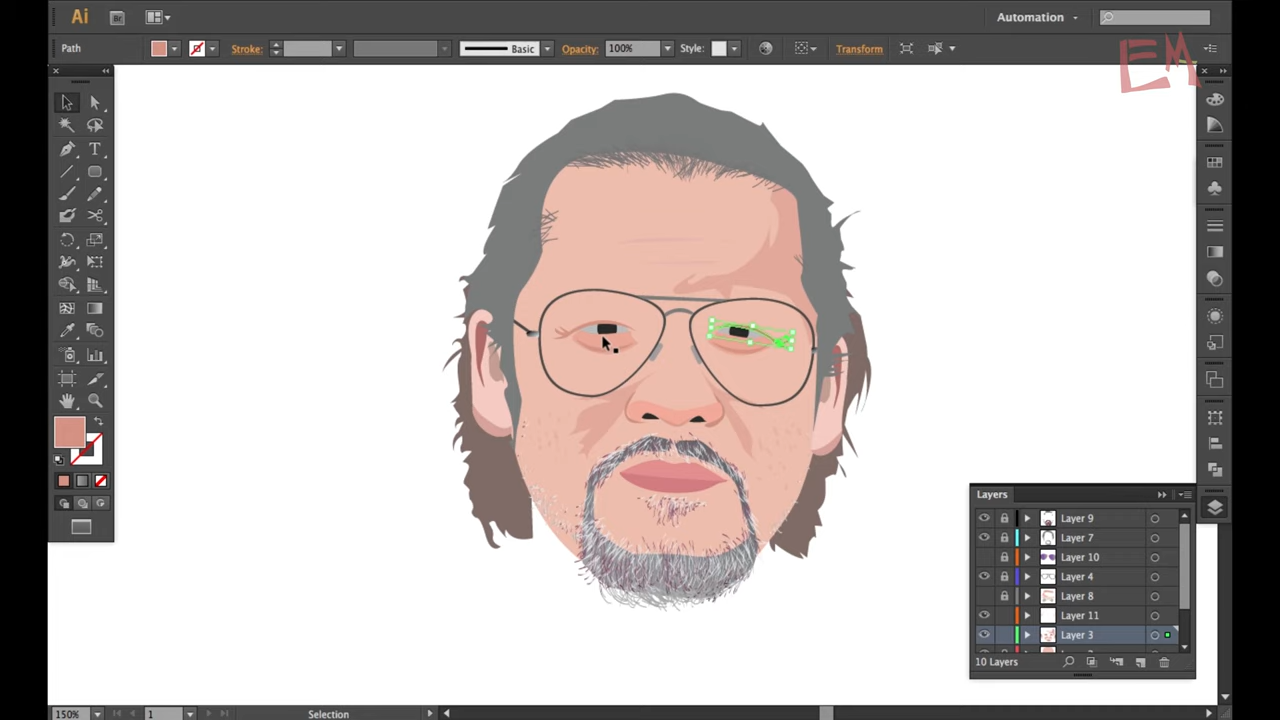 Ai Br Automation
Path Stroke: Basic Opacity: 100% Style: Transform
EM
Layers
Layer 9
Layer 7
Layer 10
Layer 4
Layer 8
Layer 11
Layer 3
10 Layers
150% 1 Selection